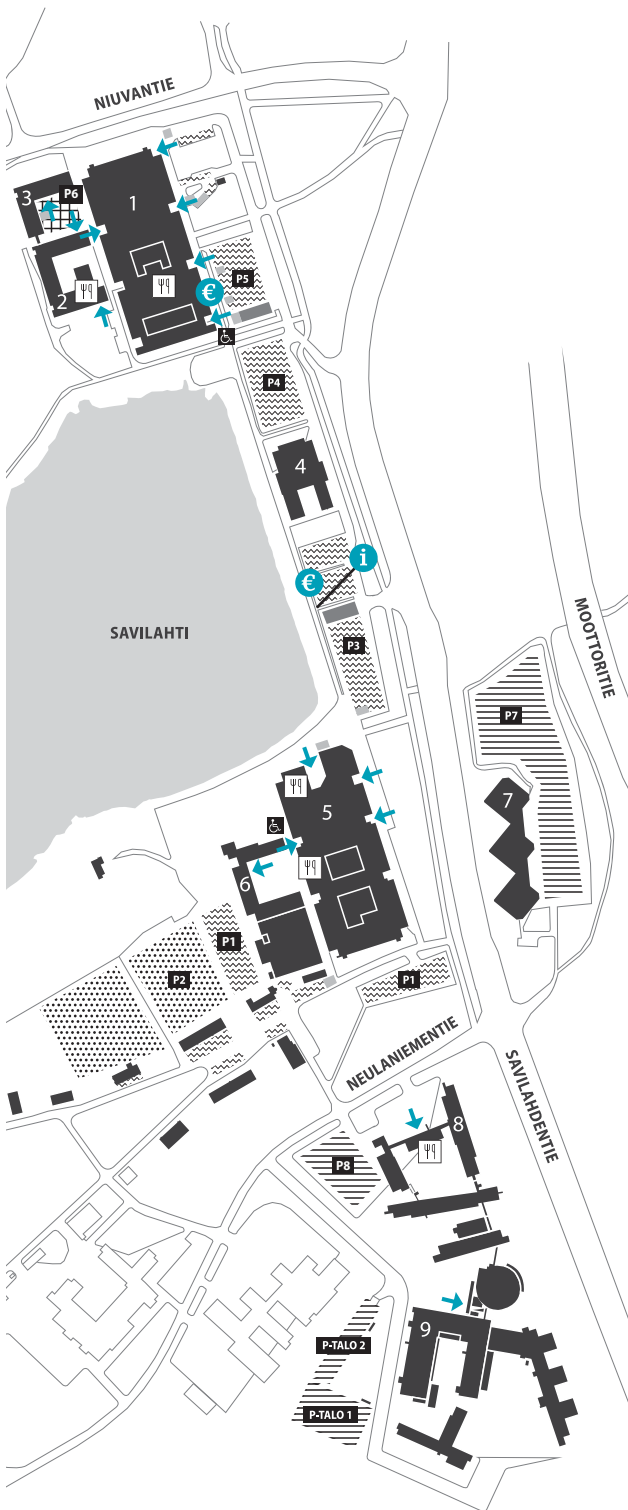 NIUVANTIE
3
P6
1
2
€
P5
P4
4
i
€
SAVILAHTI
P3
MOOTTORITIE
P7
5
7
6
P1
P2
P1
NEULANIEMENTIE
SAVILAHDENTIE
8
P8
9
P-TALO 2
P-TALO 1